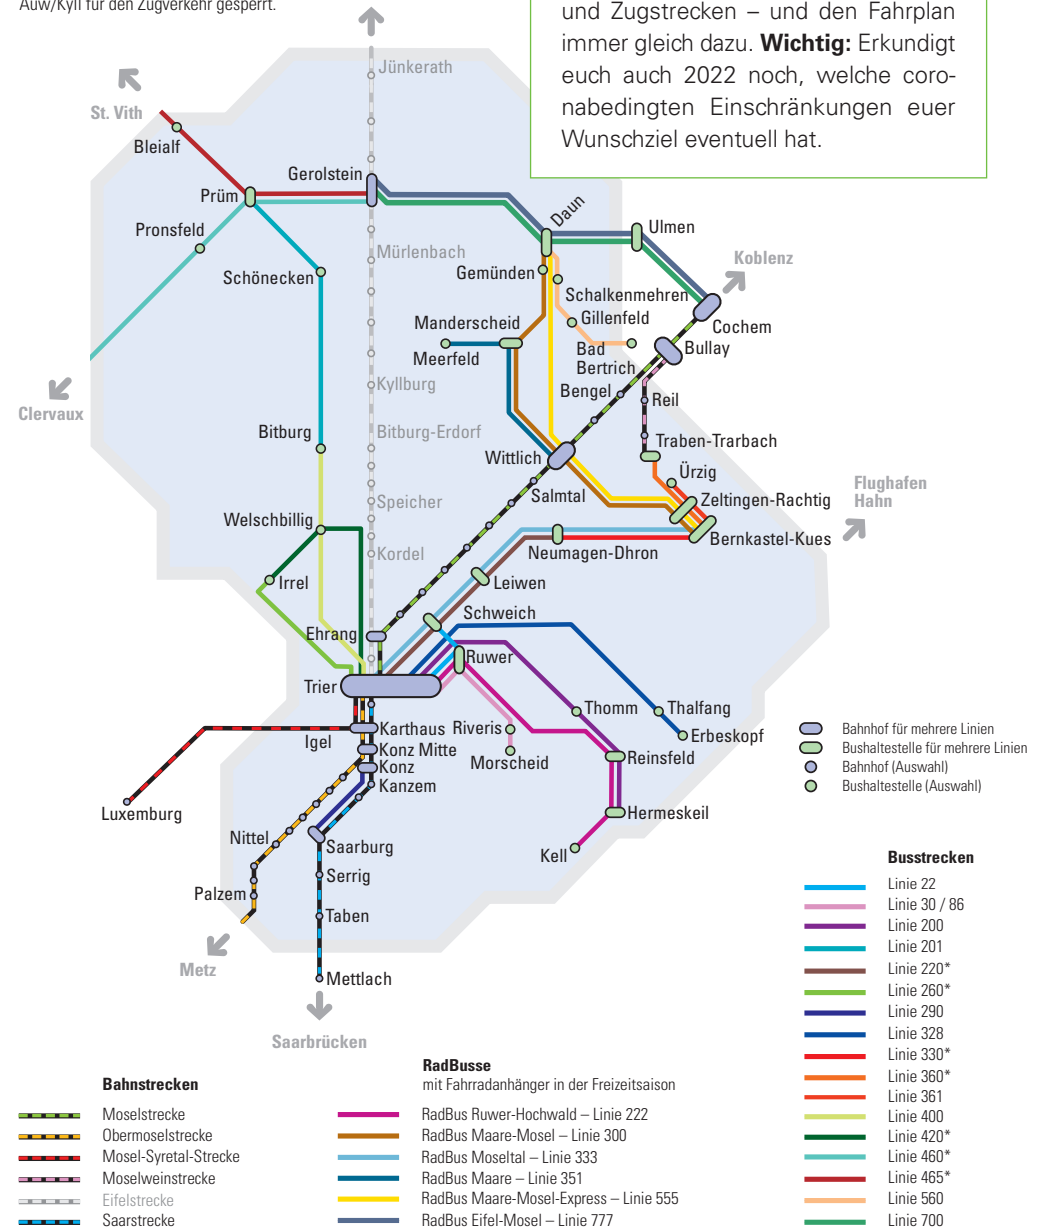 Auw/Kyll für den Zugverkehr gesperrt.
und Zugstrecken – und den Fahrplan
immer gleich dazu. Wichtig: Erkundigt
euch auch 2022 noch, welche coro-
nabedingten Einschränkungen euer
Wunschziel eventuell hat.
Jünkerath
St. Vith
Bleialf
Gerolstein
Prüm
Daun
Ulmen
Pronsfeld
Mürlenbach
Koblenz
Schönecken
Gemünden
Schalkenmehren
Gillenfeld
Manderscheid
Cochem
Meerfeld
Bad
Bertrich
Bullay
Kyllburg
Bengel
Reil
Clervaux
Bitburg
Bitburg-Erdorf
Traben-Trarbach
Wittlich
Ürzig
Salmtal
Speicher
Zeltingen-Rachtig
Flughafen
Hahn
Welschbillig
Bernkastel-Kues
Kordel
Neumagen-Dhron
Irrel
Leiwen
Schweich
Ehrang
Ruwer
Trier
Thomm
Thalfang
Karthaus
Riveris
Igel
Erbeskopf
Konz Mitte
Morscheid
Reinsfeld
Konz
Kanzem
Luxemburg
Hermeskeil
Nittel
Saarburg
Kell
Serrig
Palzem
Taben
Metz
Mettlach
Saarbrücken
Bahnhof für mehrere Linien
Bushaltestelle für mehrere Linien
Bahnhof (Auswahl)
Bushaltestelle (Auswahl)
Bahnstrecken
Moselstrecke
Obermoselstrecke
Mosel-Syretal-Strecke
Moselweinstrecke
Eifelstrecke
Saarstrecke
RadBusse
mit Fahrradanhänger in der Freizeitsaison
RadBus Ruwer-Hochwald – Linie 222
RadBus Maare-Mosel – Linie 300
RadBus Moseltal – Linie 333
RadBus Maare – Linie 351
RadBus Maare-Mosel-Express – Linie 555
RadBus Eifel-Mosel – Linie 777
Busstrecken
Linie 22
Linie 30 / 86
Linie 200
Linie 201
Linie 220*
Linie 260*
Linie 290
Linie 328
Linie 330*
Linie 360*
Linie 361
Linie 400
Linie 420*
Linie 460*
Linie 465*
Linie 560
Linie 700